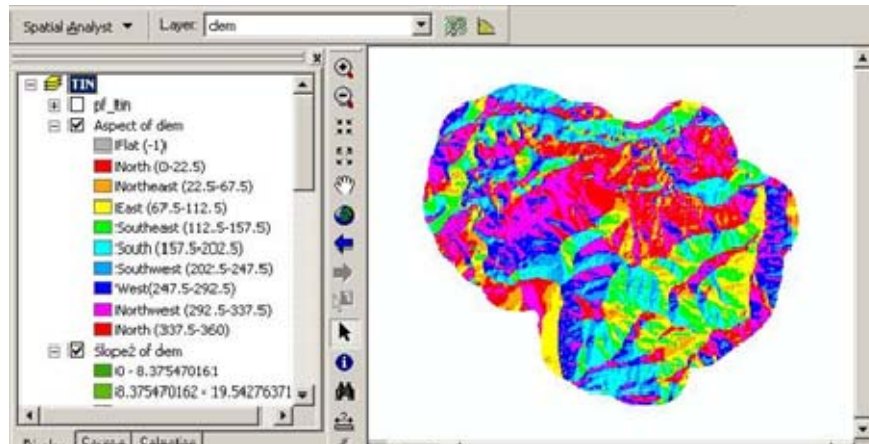 Spatial Analyst Layer: dem
TIN
pf_tin
Aspect of dem
Flat (-1)
North (0-22.5)
Northeast (22.5-67.5)
East (67.5-112.5)
Southeast (112.5-157.5)
South (157.5-202.5)
Southwest (202.5-247.5)
West(247.5-292.5)
Northwest (292.5-337.5)
North (337.5-360)
Slope2 of dem
0 - 8.375470161
8.375470162 - 19.54276371
Source Selection